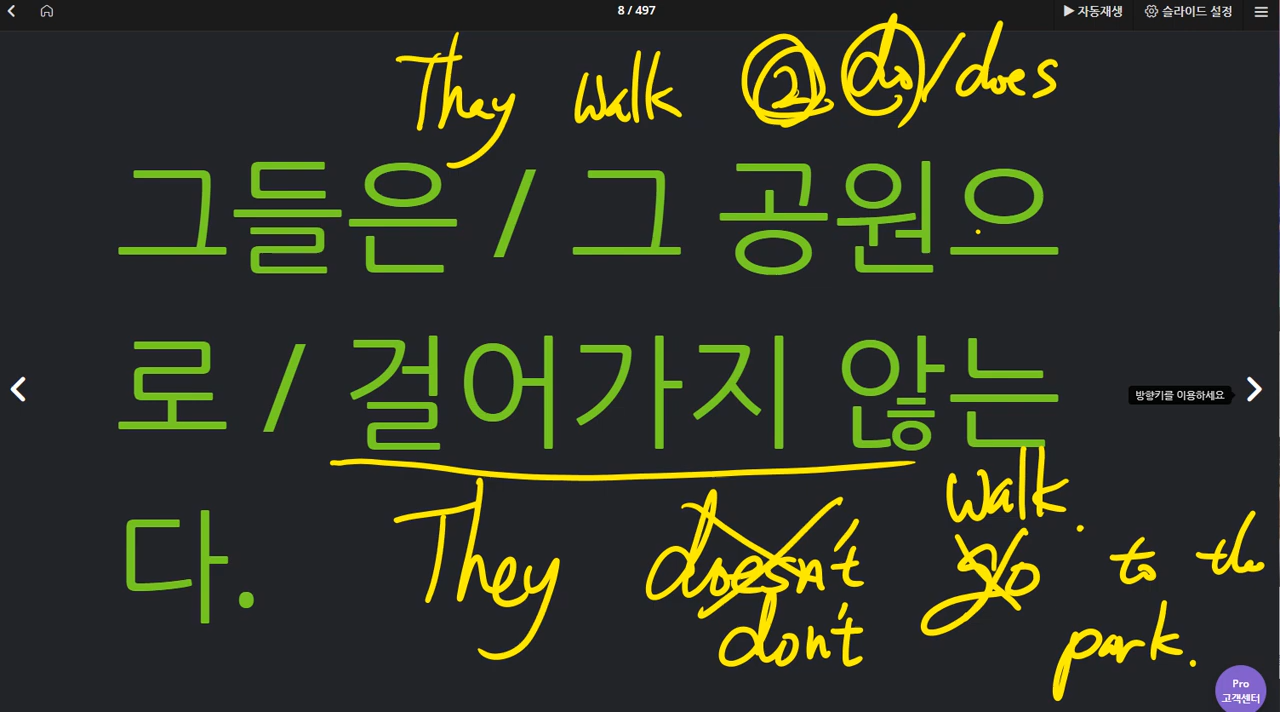 8 / 497
▶ 자동재생
슬라이드 설정
They walk ② do/does
그들은 / 그 공원으
로 / 걸어가지 않는
방향키를 이용하세요
다.
walk.
They doesn't go to the
don't park.
Pro
고객센터